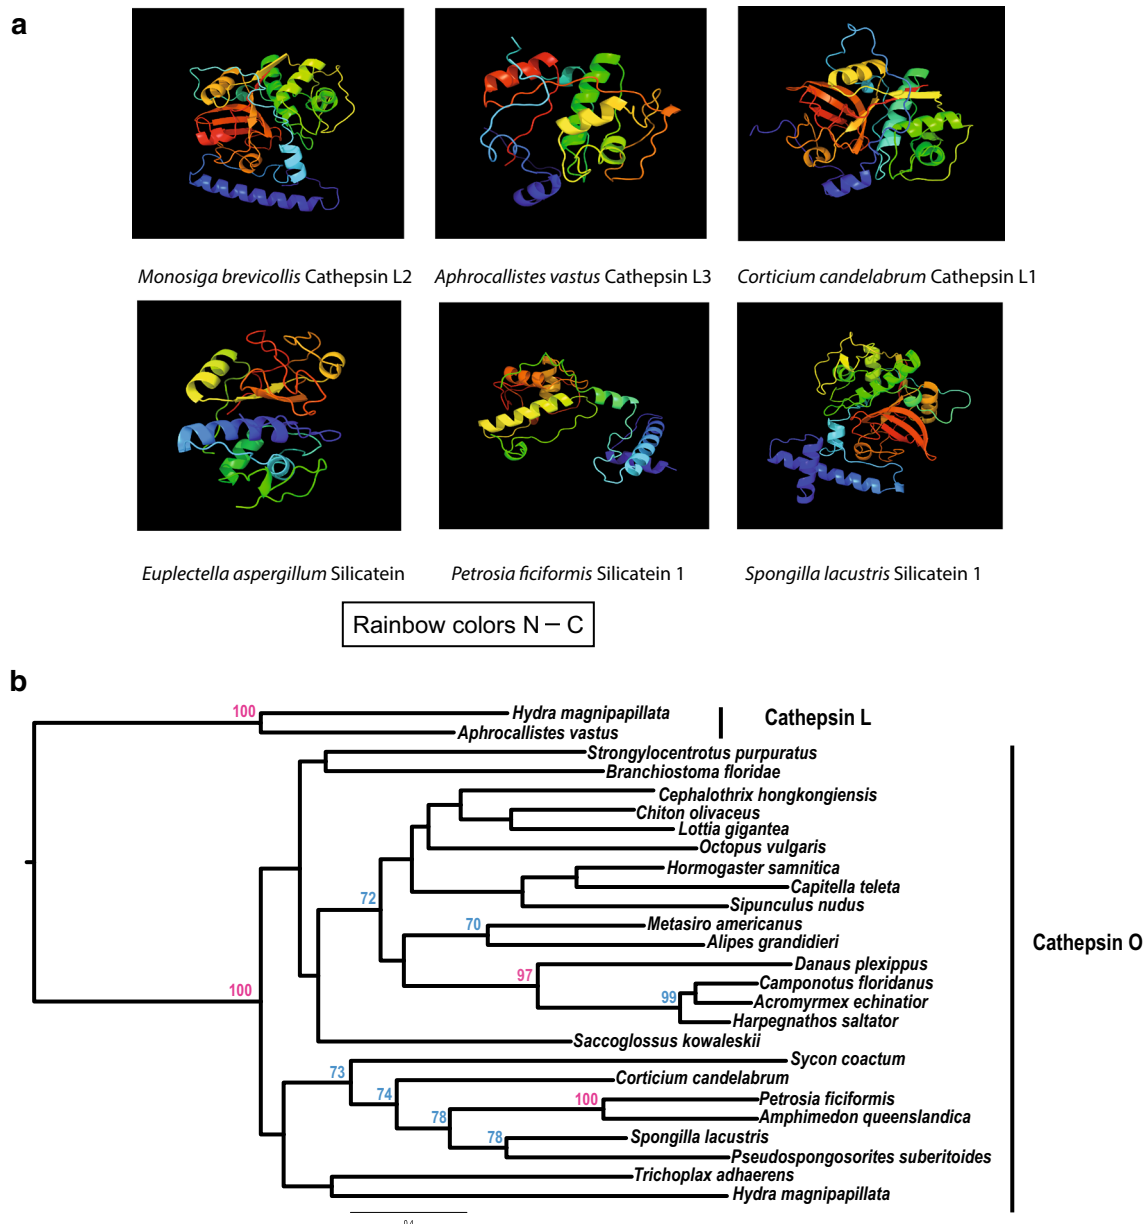 a
Monosiga brevicollis Cathepsin L2
Aphrocallistes vastus Cathepsin L3
Corticium candelabrum Cathepsin L1
Euplectella aspergillum Silicatein
Petrosia ficiformis Silicatein 1
Spongilla lacustris Silicatein 1
Rainbow colors N – C
b
100
Hydra magnipapillata
Aphrocallistes vastus
Cathepsin L
Strongylocentrotus purpuratus
Branchiostoma floridae
Cephalothrix hongkongiensis
Chiton olivaceus
Lottia gigantea
Octopus vulgaris
Hormogaster samnitica
72
Capitella teleta
Sipunculus nudus
70
Metasiro americanus
Alipes grandidieri
Cathepsin O
97
Danaus plexippus
Camponotus floridanus
99
Acromyrmex echinatior
100
Harpegnathos saltator
Saccoglossus kowaleskii
73
Sycon coactum
74
Corticium candelabrum
100
Petrosia ficiformis
78
Amphimedon queenslandica
78
Spongilla lacustris
Pseudospongosorites suberitoides
Trichoplax adhaerens
Hydra magnipapillata
0.4